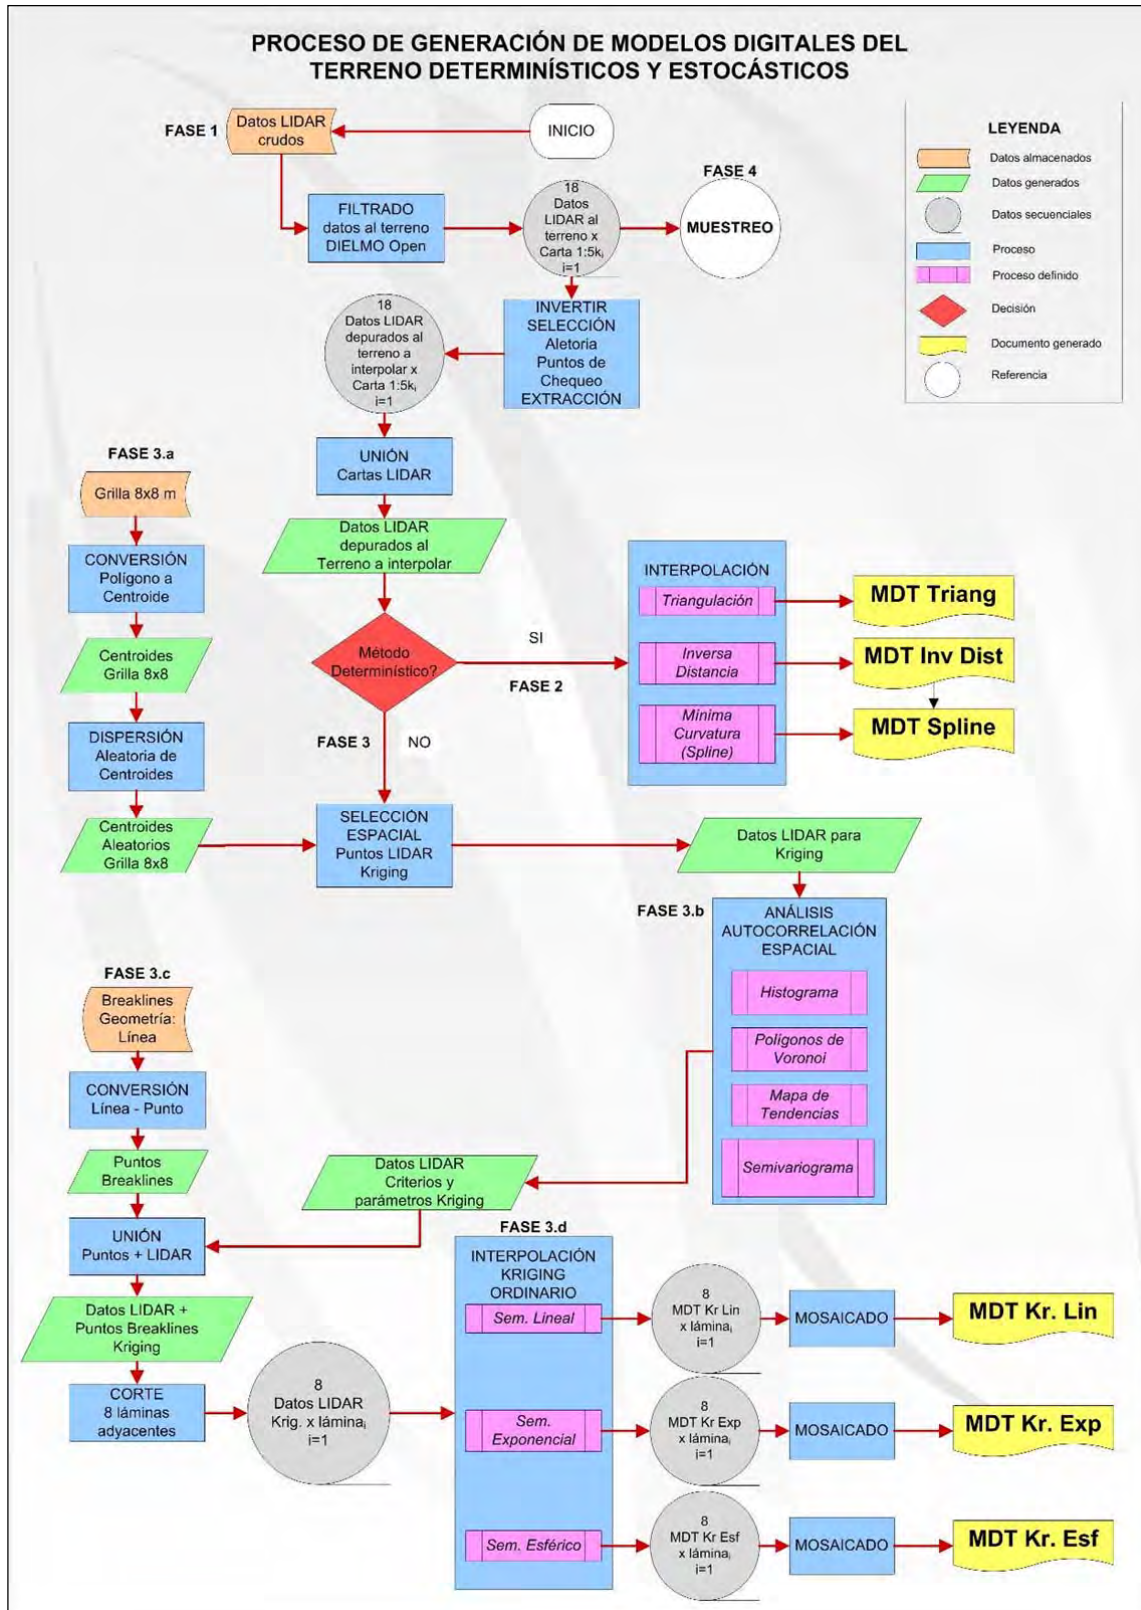 PROCESO DE GENERACIÓN DE MODELOS DIGITALES DEL
TERRENO DETERMINÍSTICOS Y ESTOCÁSTICOS
FASE 1
Datos LIDAR
crudos
INICIO
FILTRADO
datos al terreno
DIELMO Open
18
Datos
LIDAR al
terreno x
Carta 1:5ki
i=1
FASE 4
MUESTREO
LEYENDA
Datos almacenados
Datos generados
Datos secuenciales
Proceso
Proceso definido
Decisión
Documento generado
Referencia
INVERTIR
SELECCIÓN
Aletoria
Puntos de
Chequeo
EXTRACCIÓN
18
Datos LIDAR
depurados al
terreno a
interpolar x
Carta 1:5ki
i=1
UNIÓN
Cartas LIDAR
Datos LIDAR
depurados al
Terreno a interpolar
Método
Determinístico?
SI
FASE 2
FASE 3
NO
INTERPOLACIÓN
Triangulación
Inversa
Distancia
Mínima
Curvatura
(Spline)
MDT Triang
MDT Inv Dist
MDT Spline
FASE 3.a
Grilla 8x8 m
CONVERSIÓN
Polígono a
Centroide
Centroides
Grilla 8x8
DISPERSIÓN
Aleatoria de
Centroides
Centroides
Aleatorios
Grilla 8x8
SELECCIÓN
ESPACIAL
Puntos LIDAR
Kriging
Datos LIDAR para
Kriging
FASE 3.b
ANÁLISIS
AUTOCORRELACIÓN
ESPACIAL
Histograma
Polígonos de
Voronoi
Mapa de
Tendencias
Semivariograma
FASE 3.c
Breaklines
Geometría:
Línea
CONVERSIÓN
Línea - Punto
Puntos
Breaklines
Datos LIDAR
Criterios y
parámetros Kriging
UNIÓN
Puntos + LIDAR
Datos LIDAR +
Puntos Breaklines
Kriging
CORTE
8 láminas
adyacentes
8
Datos LIDAR
Krig. x láminai
i=1
FASE 3.d
INTERPOLACIÓN
KRIGING
ORDINARIO
Sem. Lineal
8
MDT Kr Lin
x láminai
i=1
MOSAICADO
MDT Kr. Lin
Sem.
Exponencial
8
MDT Kr Exp
x láminai
i=1
MOSAICADO
MDT Kr. Exp
Sem. Esférico
8
MDT Kr Esf
x láminai
i=1
MOSAICADO
MDT Kr. Esf